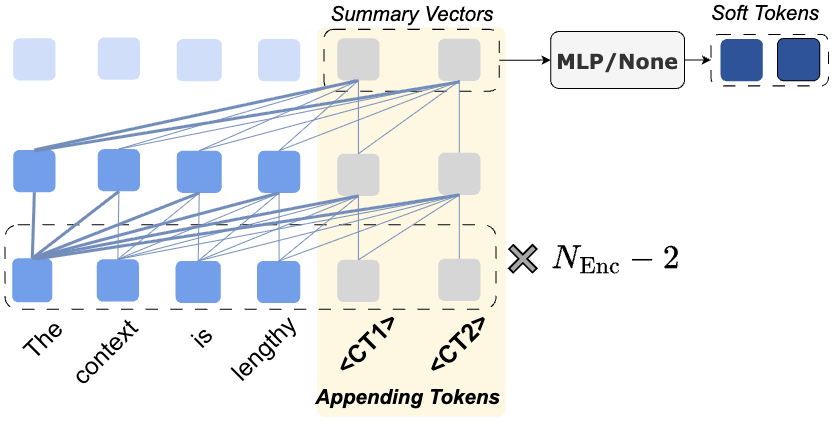 Summary Vectors
Soft Tokens
MLP/None
× N_Enc − 2
The
context
is
lengthy
<CT1>
<CT2>
Appending Tokens